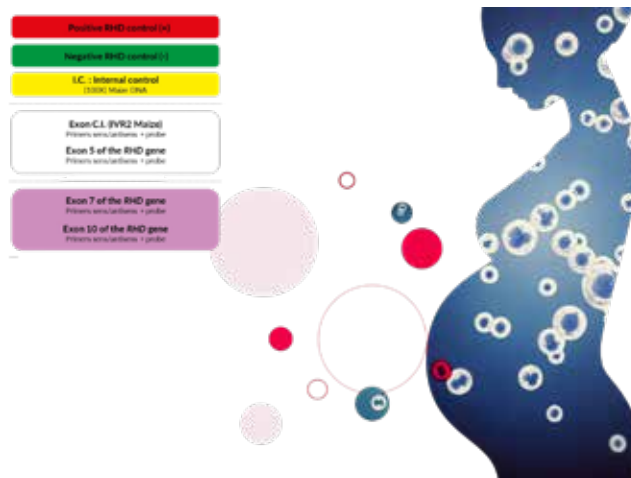 Positive RHD control (+)
Negative RHD control (-)
I.C. : Internal control
Maize DNA
Exon C.I. (IVR2 Maize)
Primers sens/antisens + probe
Exon 5 of the RHD gene
Primers sens/antisens + probe
Exon 7 of the RHD gene
Primers sens/antisens + probe
Exon 10 of the RHD gene
Primers sens/antisens + probe